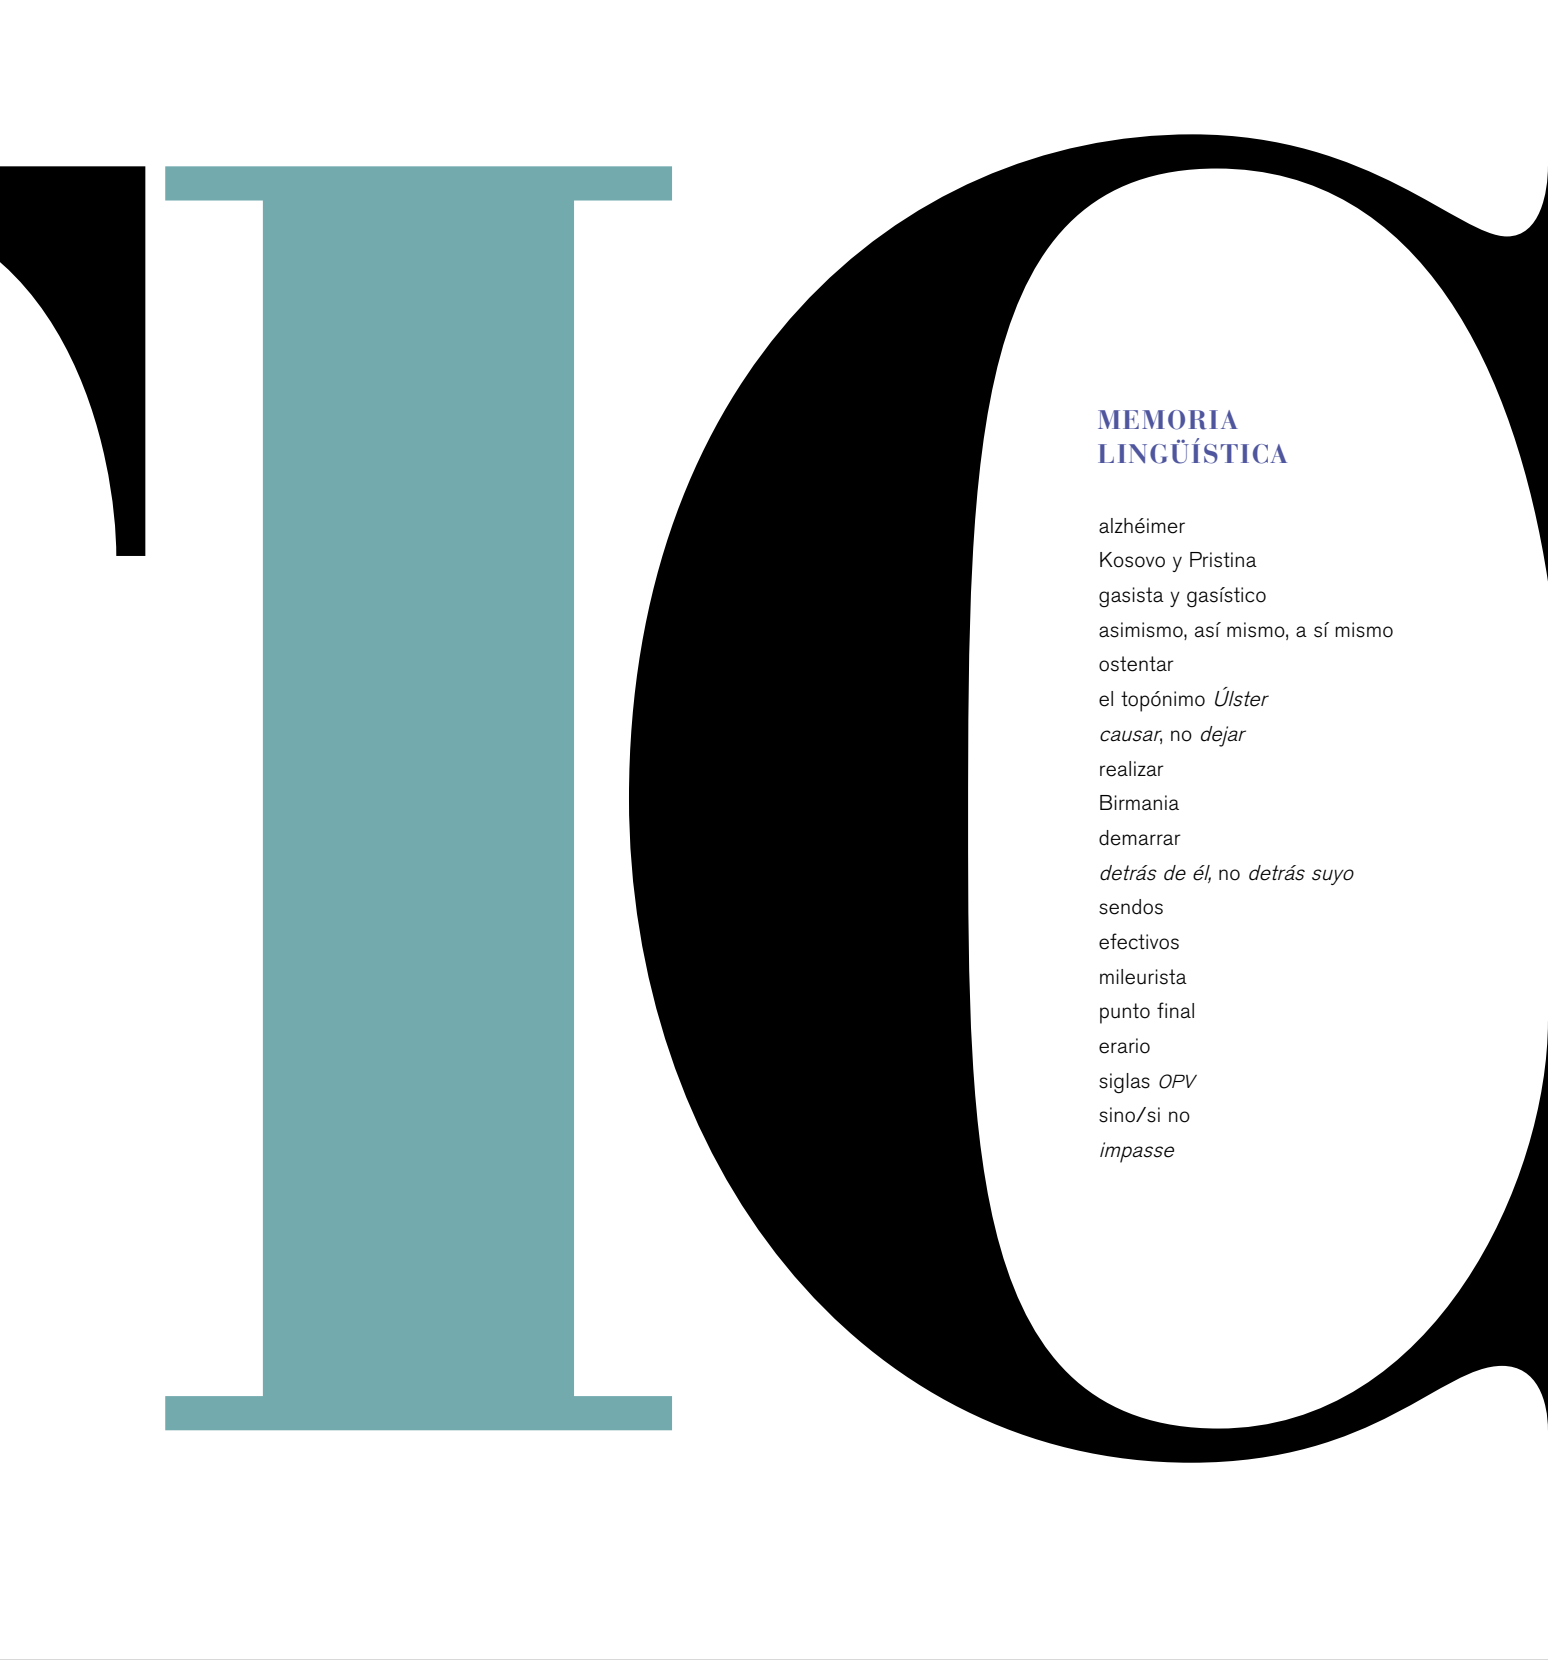 TIC
MEMORIA
LINGÜÍSTICA
alzhéimer
Kosovo y Pristina
gasista y gasístico
asimismo, así mismo, a sí mismo
ostentar
el topónimo Úlster
causar, no dejar
realizar
Birmania
demarrar
detrás de él, no detrás suyo
sendos
efectivos
mileurista
punto final
erario
siglas OPV
sino/si no
impasse